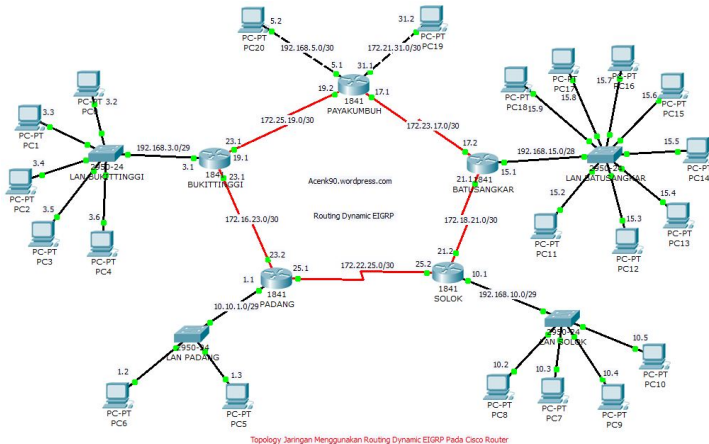 5.2
PC-PT
PC20
192.168.5.0/30
31.2
PC-PT
PC19
172.21.31.0/30
5.1
31.1
19.2
1841
PAYAKUMBUH
17.1
172.25.19.0/30
172.23.17.0/30
PC-PT
3.2
3.3
PC-PT
PC1
3.4
PC-PT
PC2
3.5
PC-PT
PC3
3.6
PC-PT
PC4
2950-24
LAN BUKITTINGGI
192.168.3.0/29
3.1
23.1
19.1
BUKITTINGGI
23.1
Acenk90.wordpress.com
Routing Dynamic EIGRP
17.2
21.1
1841
BATUSANGKAR
15.1
192.168.15.0/28
LAN BATUSANGKAR
PC-PT
PC18
15.9
PC-PT
PC17
15.8
PC-PT
PC16
15.7
PC-PT
PC15
15.6
PC-PT
PC14
15.5
PC-PT
PC13
15.4
PC-PT
PC12
15.3
PC-PT
PC11
15.2
172.16.23.0/30
172.18.21.0/30
23.2
25.1
1841
PADANG
1.1
172.22.25.0/30
21.2
25.2
1841
SOLOK
10.1
10.10.1.0/29
2950-24
LAN PADANG
1.2
PC-PT
PC6
1.3
PC-PT
PC5
192.168.10.0/29
2950-24
LAN SOLOK
10.2
PC-PT
PC8
10.3
PC-PT
PC7
10.4
PC-PT
PC9
10.5
PC-PT
PC10
Topology Jaringan Menggunakan Routing Dynamic EIGRP Pada Cisco Router